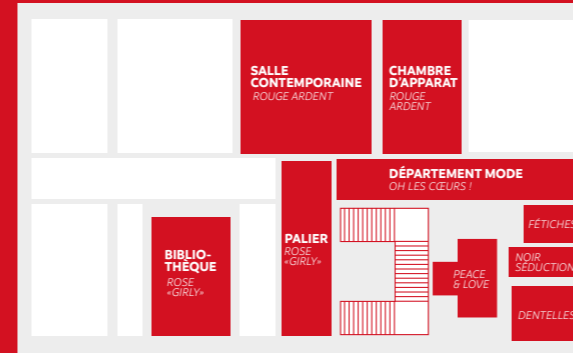 SALLE
CONTEMPORAINE
ROUGE ARDENT
CHAMBRE
D'APPARAT
ROUGE
ARDENT
DÉPARTEMENT MODE
OH LES CŒURS !
BIBLIO-
THÈQUE
ROSE
«GIRLY»
PALIER
ROSE
«GIRLY»
PEACE
& LOVE
FÉTICHES
NOIR
SÉDUCTION
DENTELLES